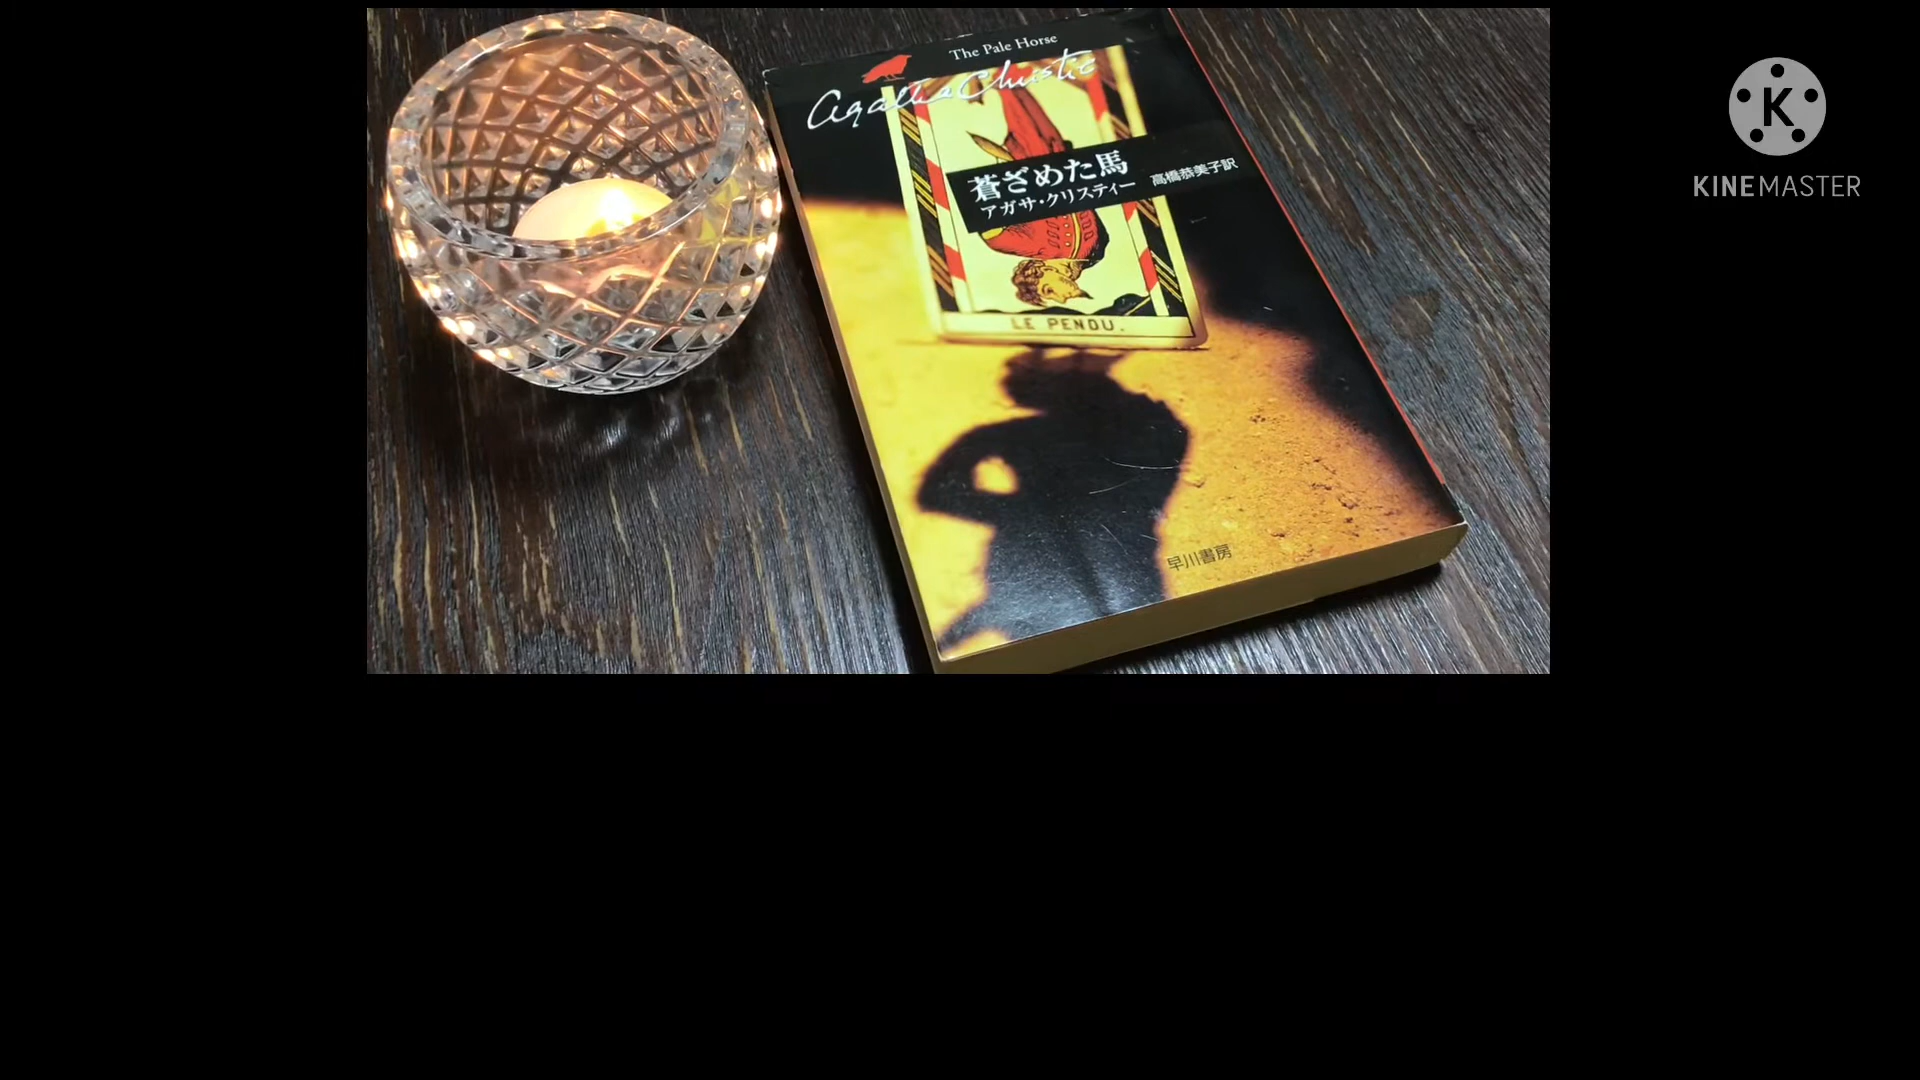 The Pale Horse
Agatha Christie
蒼ざめた馬
アガサ・クリスティー
高橋恭美子訳
LE PENDU.
早川書房
K
KINEMASTER